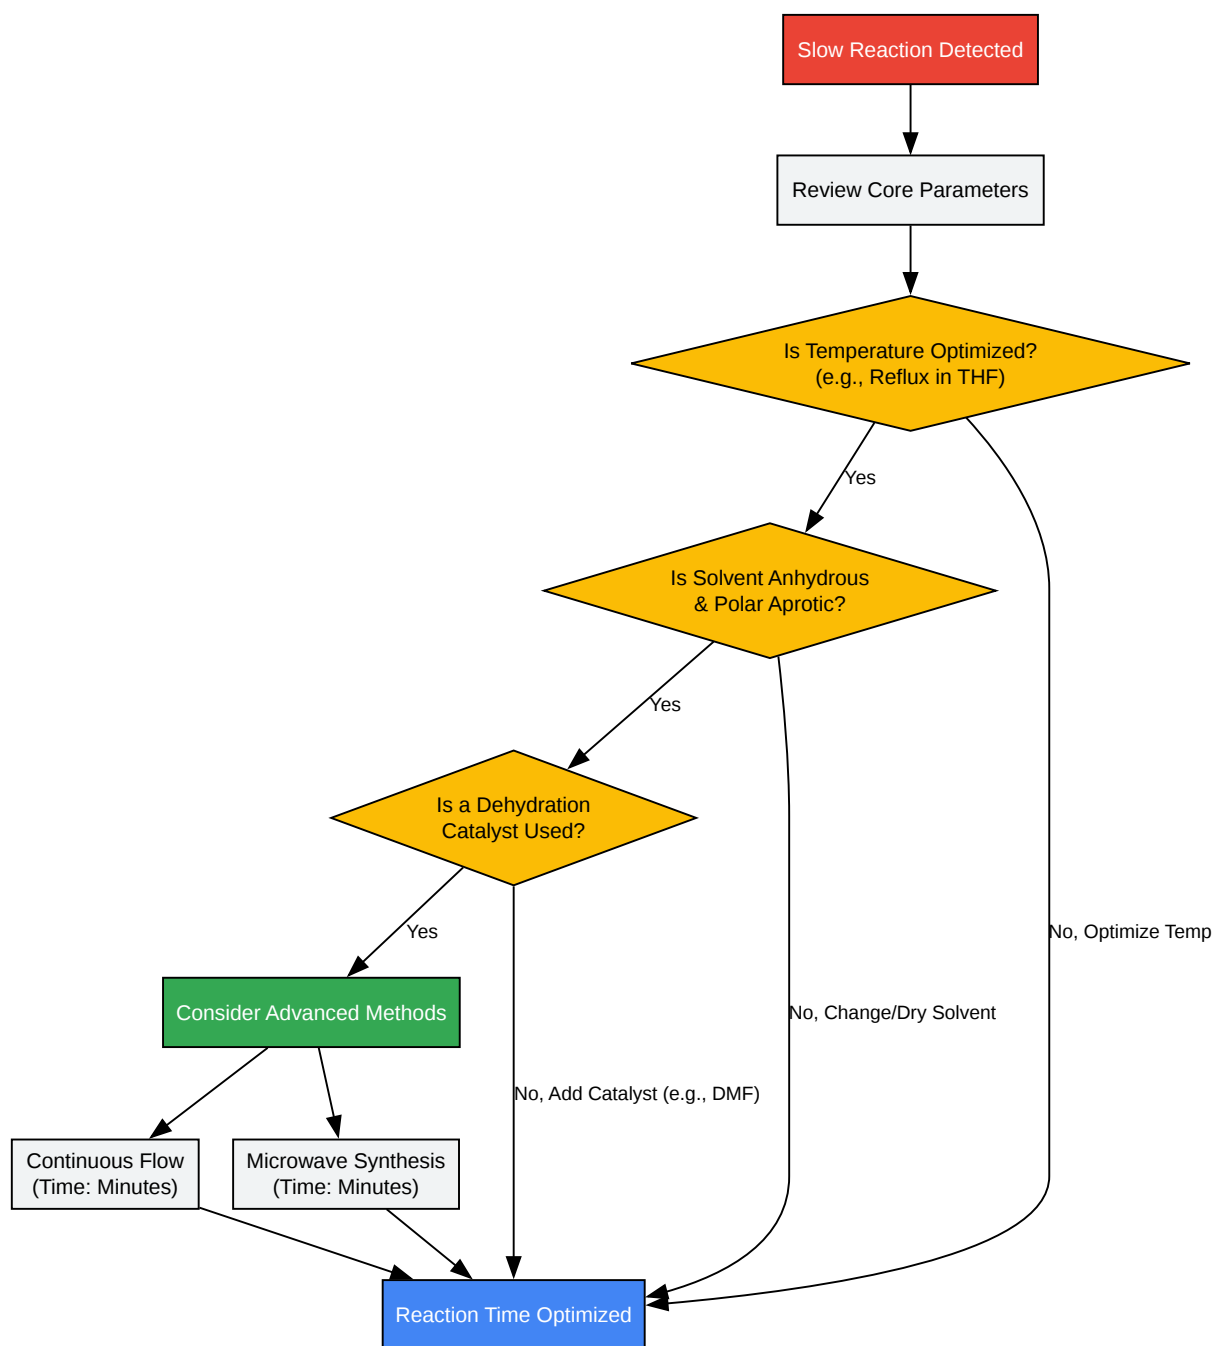 Slow Reaction Detected
Review Core Parameters
Is Temperature Optimized?
(e.g., Reflux in THF)
Yes
Is Solvent Anhydrous
& Polar Aprotic?
Yes
Is a Dehydration
Catalyst Used?
Yes
No, Optimize Temp
Consider Advanced Methods
No, Change/Dry Solvent
No, Add Catalyst (e.g., DMF)
Continuous Flow
(Time: Minutes)
Microwave Synthesis
(Time: Minutes)
Reaction Time Optimized